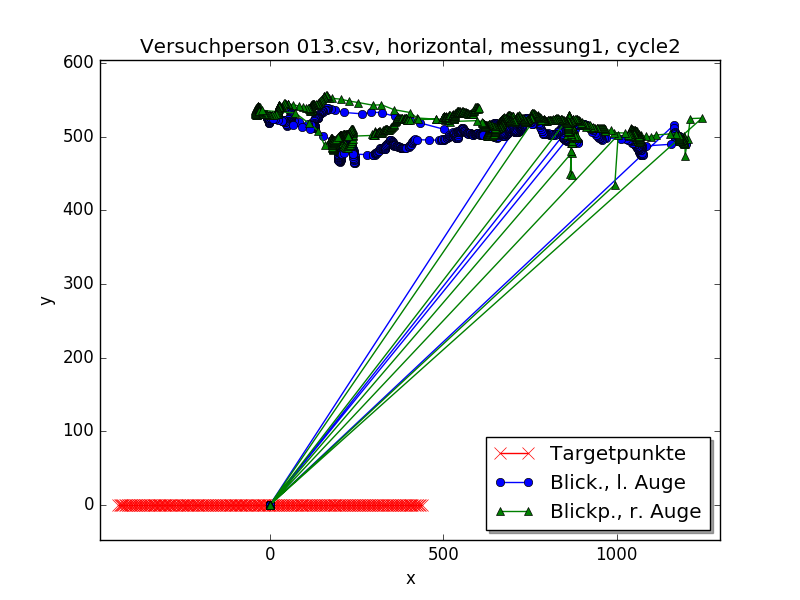 Versuchperson 013.csv, horizontal, messung1, cycle2
600
500
400
300
200
100
0
y
0 500 1000
x
Targetpunkte
Blick., l. Auge
Blickp., r. Auge